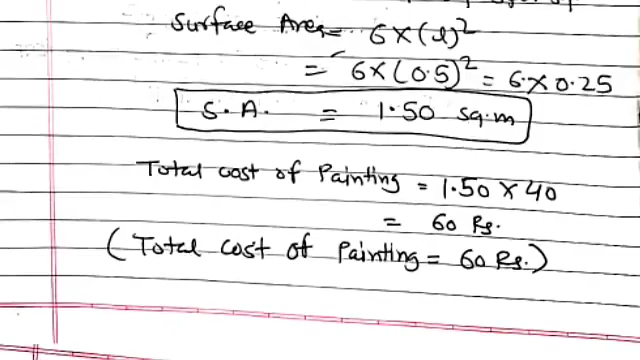 Surface Area = 6×(l)²
= 6×(0.5)² = 6×0.25
S.A. = 1.50 sq.m
Total cost of Painting = 1.50 × 40
= 60 Rs.
(Total cost of Painting = 60 Rs.)